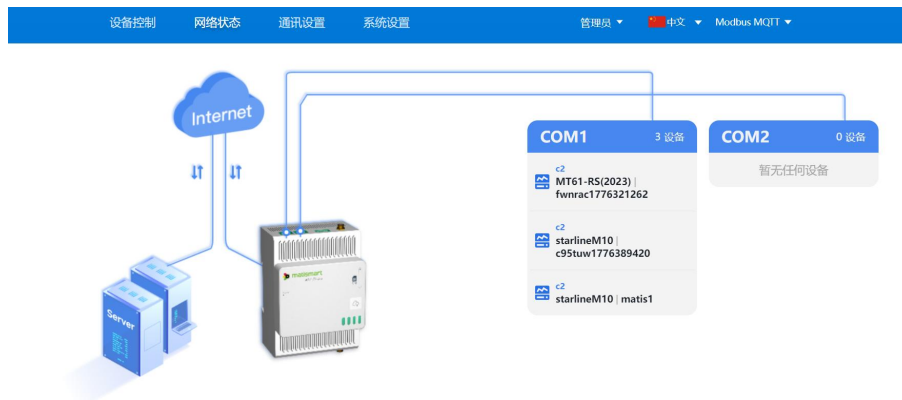 设备控制 网络状态 通讯设置 系统设置 管理员 中文 Modbus MQTT
Internet
COM1 3 设备
c2
MT61-RS(2023) |
fwnrac1776321262
c2
starlineM10 |
c95tuw1776389420
c2
starlineM10 | matis1
COM2 0 设备
暂无任何设备
matismart
Server